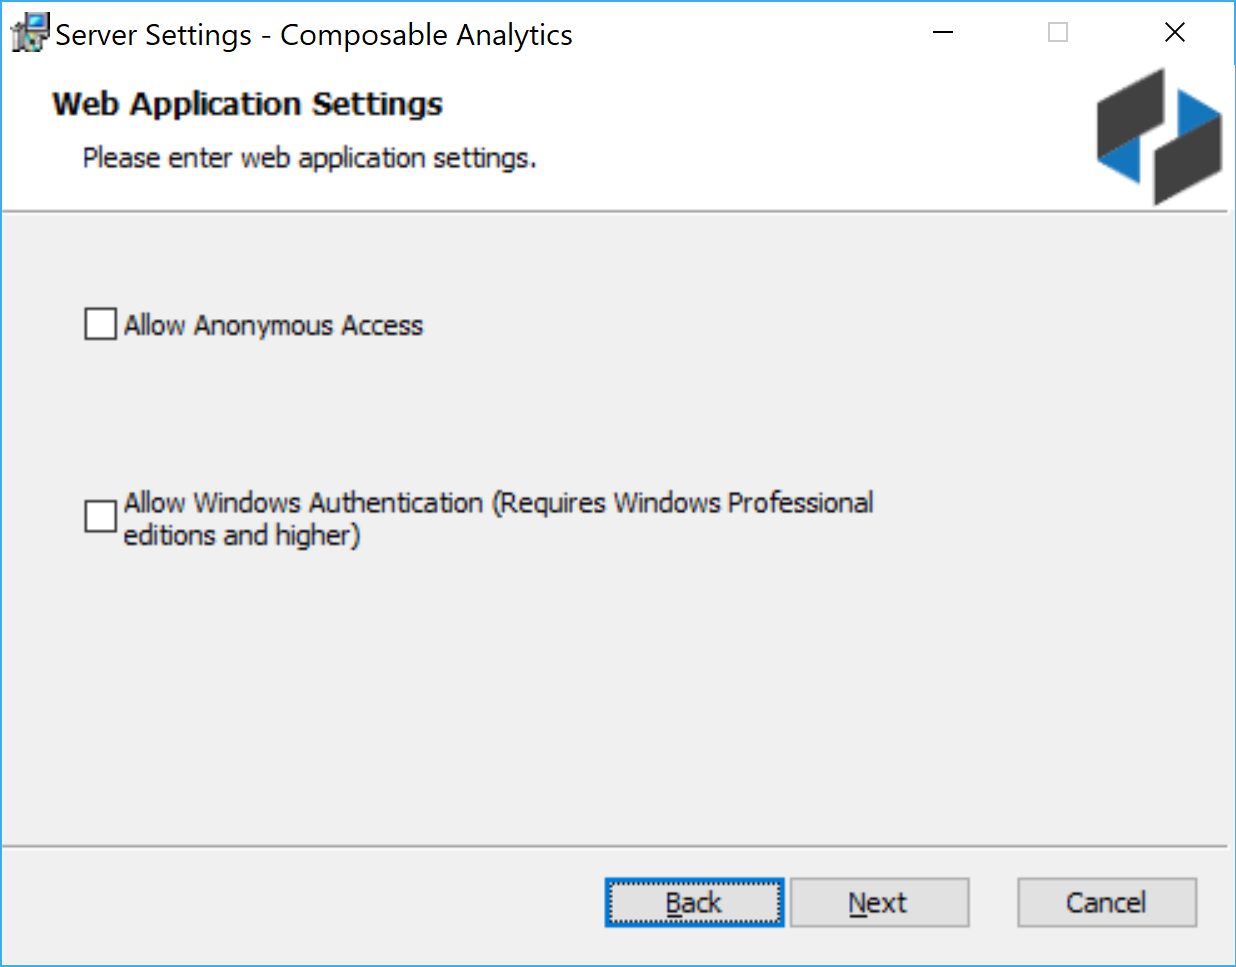 Server Settings - Composable Analytics
Web Application Settings
Please enter web application settings.
Allow Anonymous Access
Allow Windows Authentication (Requires Windows Professional
editions and higher)
Back
Next
Cancel